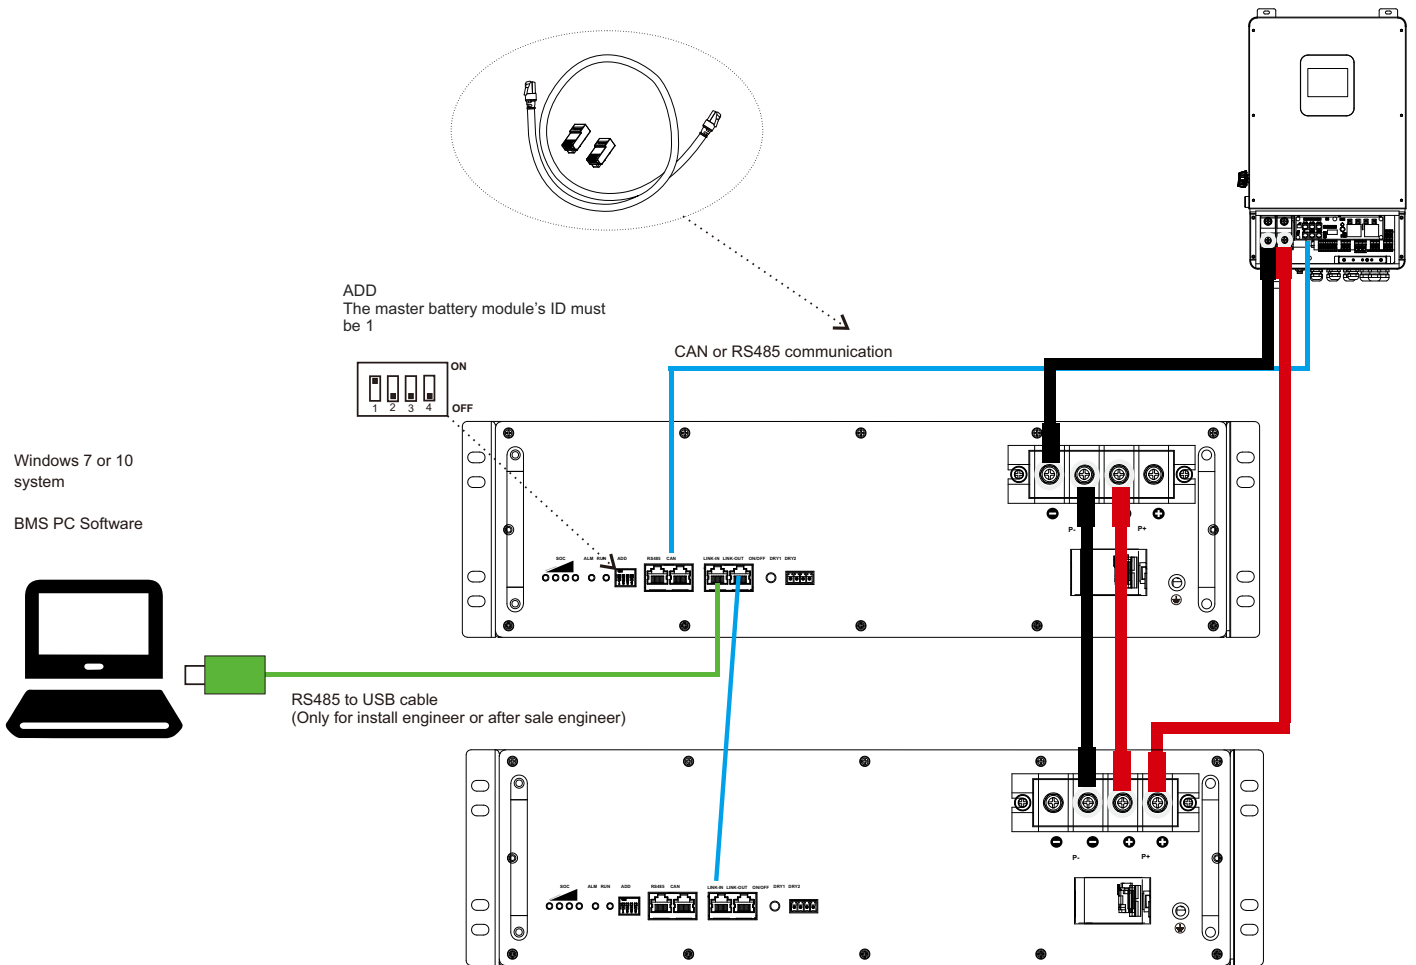 ADD
The master battery module's ID must
be 1
CAN or RS485 communication
ON
1 2 3 4
OFF
Windows 7 or 10
system
BMS PC Software
P- P+
SOC ALM RUN ADD RS485 CAN LINK-IN LINK-OUT ON/OFF DRY1 DRY2
RS485 to USB cable
(Only for install engineer or after sale engineer)
P- P+
SOC ALM RUN ADD RS485 CAN LINK-IN LINK-OUT ON/OFF DRY1 DRY2